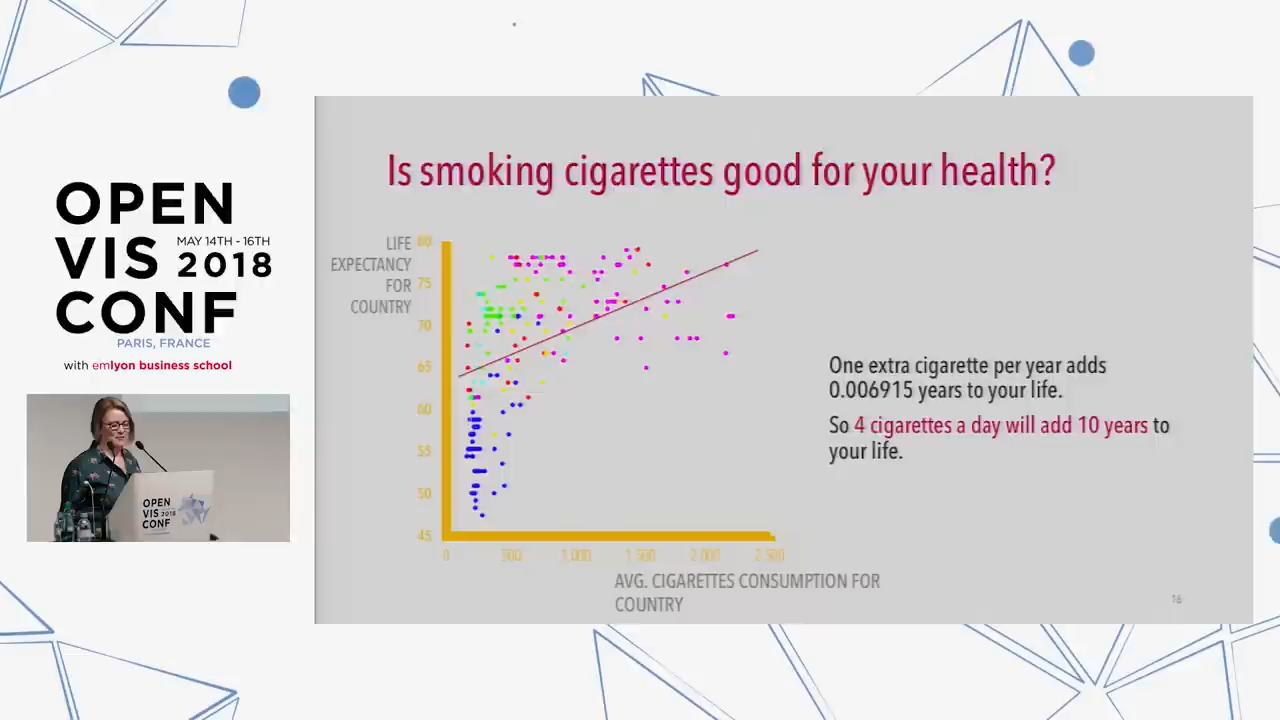 OPEN
VIS
CONF
MAY 14TH - 16TH
2018
PARIS, FRANCE
with emlyon business school
OPEN
VIS 2018
CONF
Is smoking cigarettes good for your health?
LIFE
EXPECTANCY
FOR
COUNTRY
80
75
70
65
60
55
50
45
0
500
1,000
1,500
2,000
2,500
AVG. CIGARETTES CONSUMPTION FOR
COUNTRY
One extra cigarette per year adds
0.006915 years to your life.
So 4 cigarettes a day will add 10 years to
your life.
16